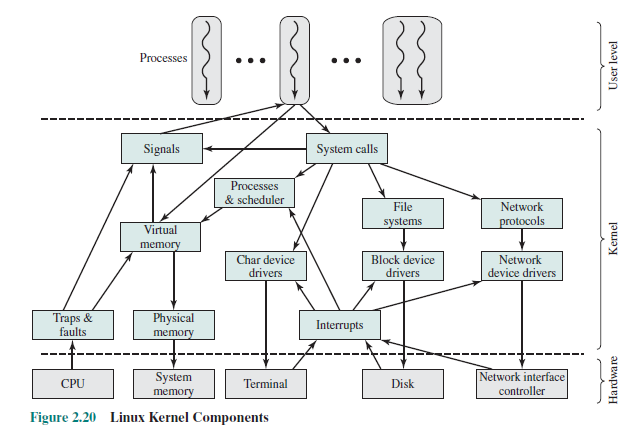 Processes
User level
Signals
System calls
Processes
& scheduler
File
systems
Network
protocols
Virtual
memory
Char device
drivers
Block device
drivers
Network
device drivers
Kernel
Traps &
faults
Physical
memory
Interrupts
CPU
System
memory
Terminal
Disk
Network interface
controller
Hardware
Figure 2.20 Linux Kernel Components